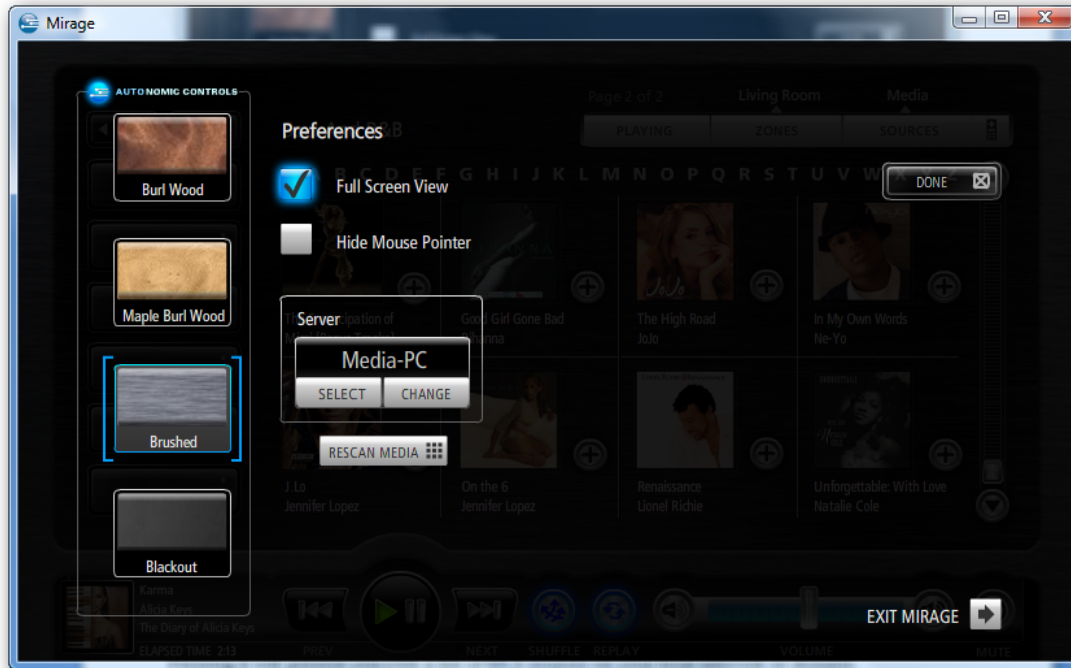 Mirage
AUTONOMIC CONTROLS
Burl Wood
Maple Burl Wood
Brushed
Blackout
Preferences
Full Screen View
Hide Mouse Pointer
Server
Media-PC
SELECT CHANGE
RESCAN MEDIA
DONE
EXIT MIRAGE
Page 2 of 2
Living Room Media
PLAYING ZONES SOURCES
R&B
B C D E F G H I J K L M N O P Q R S T U V W
Good Girl Gone Bad
Rihanna
The High Road
JoJo
In My Own Words
Ne-Yo
J.Lo
Jennifer Lopez
On the 6
Jennifer Lopez
Renaissance
Lionel Richie
Unforgettable: With Love
Natalie Cole
Karma
Alicia Keys
The Diary of Alicia Keys
ELAPSED TIME 2:13
PREV NEXT SHUFFLE REPLAY VOLUME MUTE